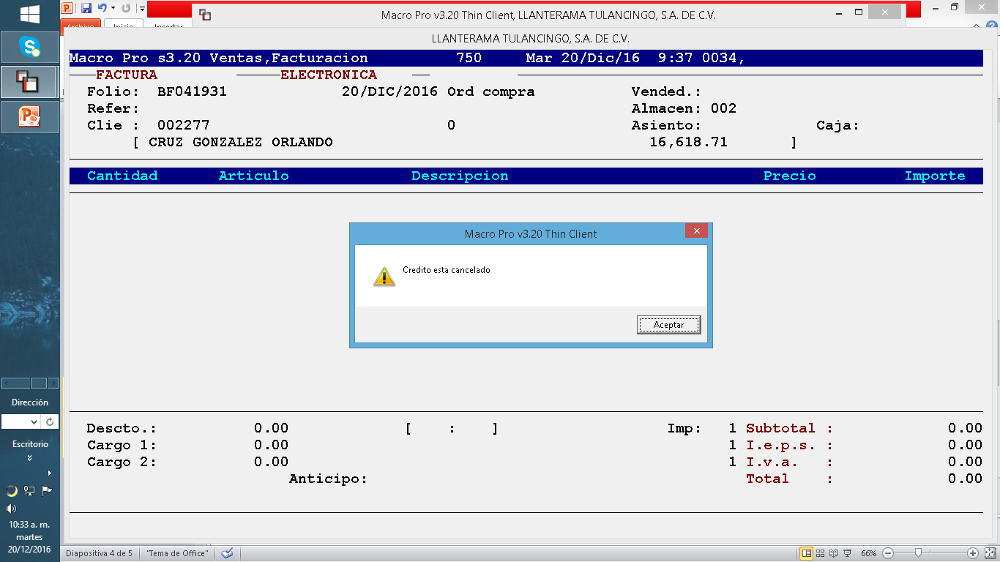 Macro Pro v3.20 Thin Client, LLANTERAMA TULANCINGO, S.A. DE C.V.
Archivo Inicio Insertar
LLANTERAMA TULANCINGO, S.A. DE C.V.
Macro Pro s3.20 Ventas,Facturacion 750 Mar 20/Dic/16 9:37 0034,
FACTURA ELECTRONICA
Folio: BF041931 20/DIC/2016 Ord compra Vended.:
Refer: Almacen: 002
Clie : 002277 0 Asiento: Caja:
[ CRUZ GONZALEZ ORLANDO 16,618.71 ]
Cantidad Articulo Descripcion Precio Importe
Macro Pro v3.20 Thin Client
Credito esta cancelado
Aceptar
Descto.: 0.00 [ : ] Imp: 1 Subtotal : 0.00
Cargo 1: 0.00 1 I.e.p.s. : 0.00
Cargo 2: 0.00 1 I.v.a. : 0.00
Anticipo: Total : 0.00
Dirección
Escritorio
10:33 a. m.
martes
20/12/2016
Diapositiva 4 de 5 "Tema de Office" 66%